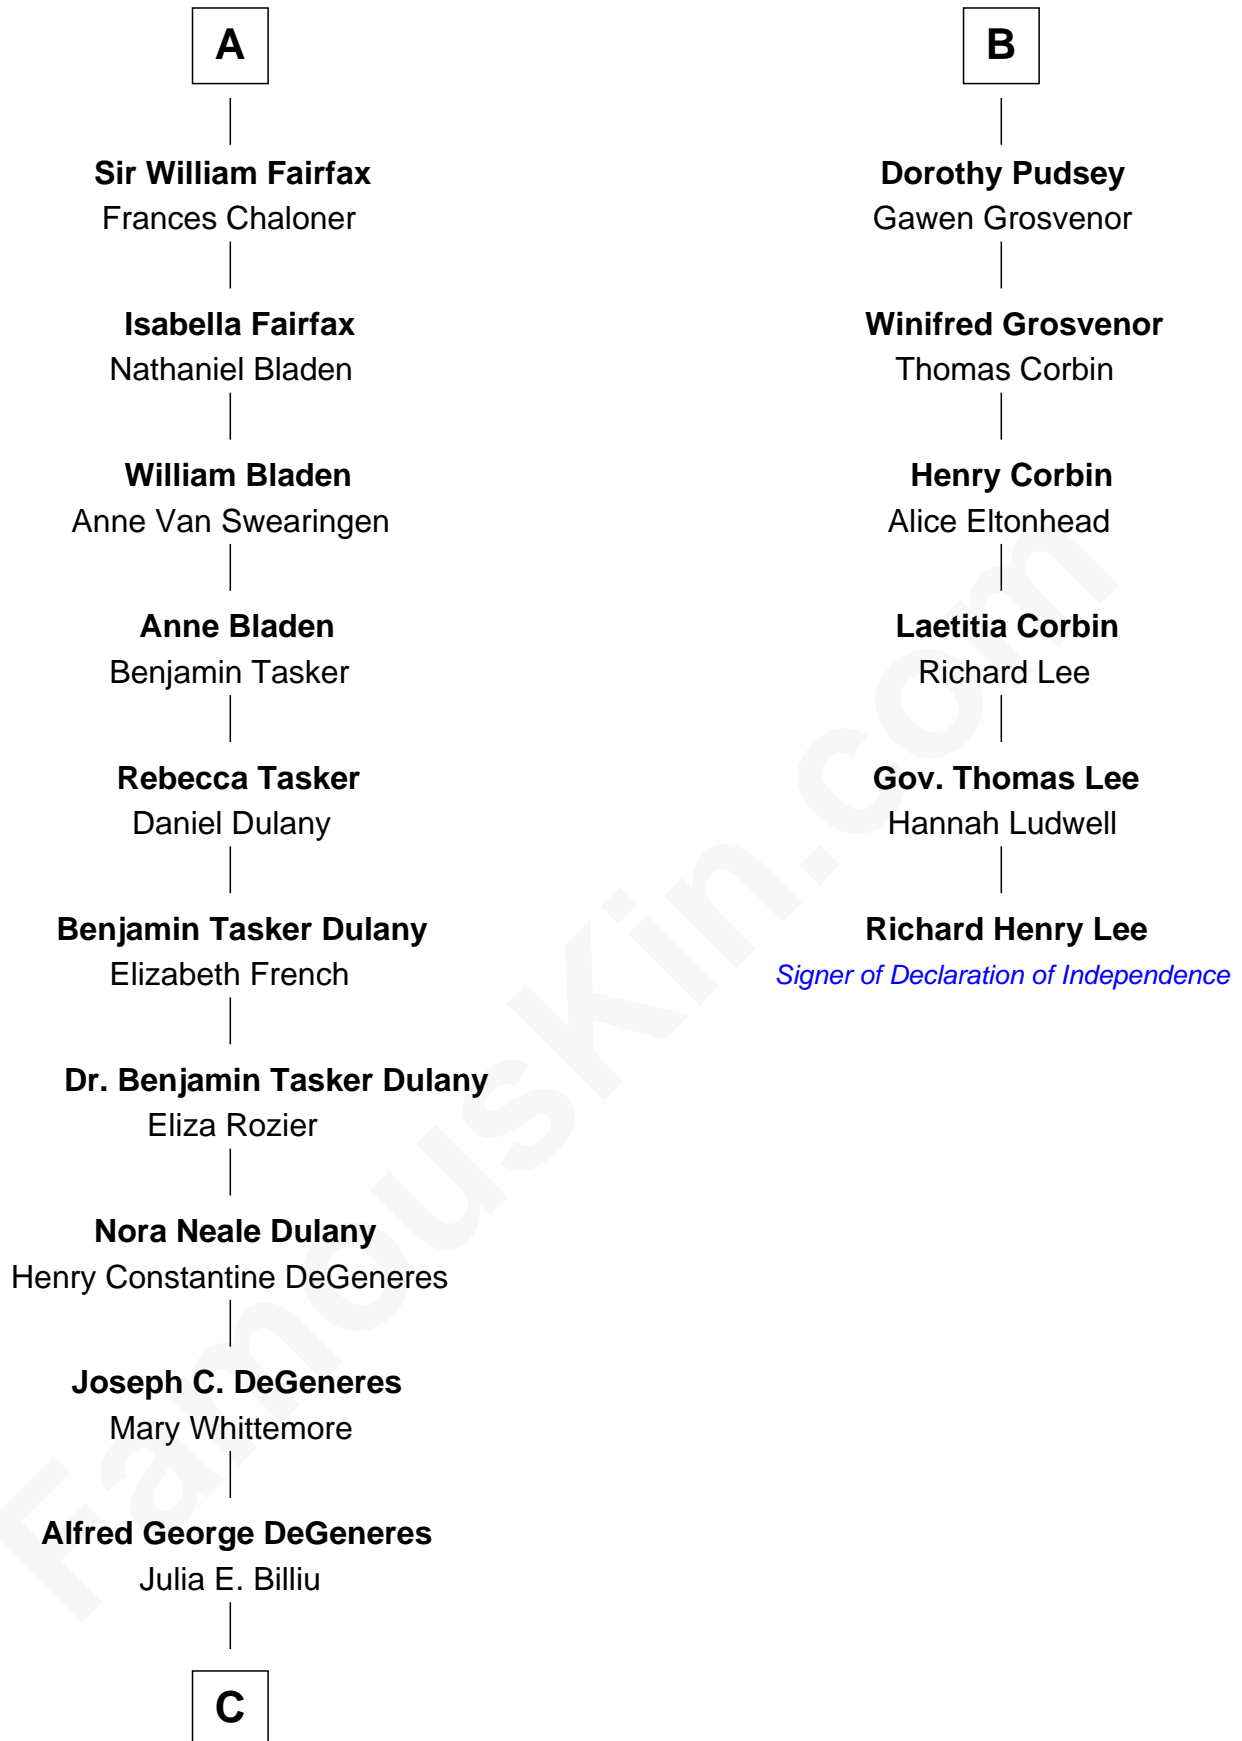 A
Sir William Fairfax
Frances Chaloner
Isabella Fairfax
Nathaniel Bladen
William Bladen
Anne Van Swearingen
Anne Bladen
Benjamin Tasker
Rebecca Tasker
Daniel Dulany
Benjamin Tasker Dulany
Elizabeth French
Dr. Benjamin Tasker Dulany
Eliza Rozier
Nora Neale Dulany
Henry Constantine DeGeneres
Joseph C. DeGeneres
Mary Whittemore
Alfred George DeGeneres
Julia E. Billiu
C
B
Dorothy Pudsey
Gawen Grosvenor
Winifred Grosvenor
Thomas Corbin
Henry Corbin
Alice Eltonhead
Laetitia Corbin
Richard Lee
Gov. Thomas Lee
Hannah Ludwell
Richard Henry Lee
Signer of Declaration of Independence
FamousKin.com